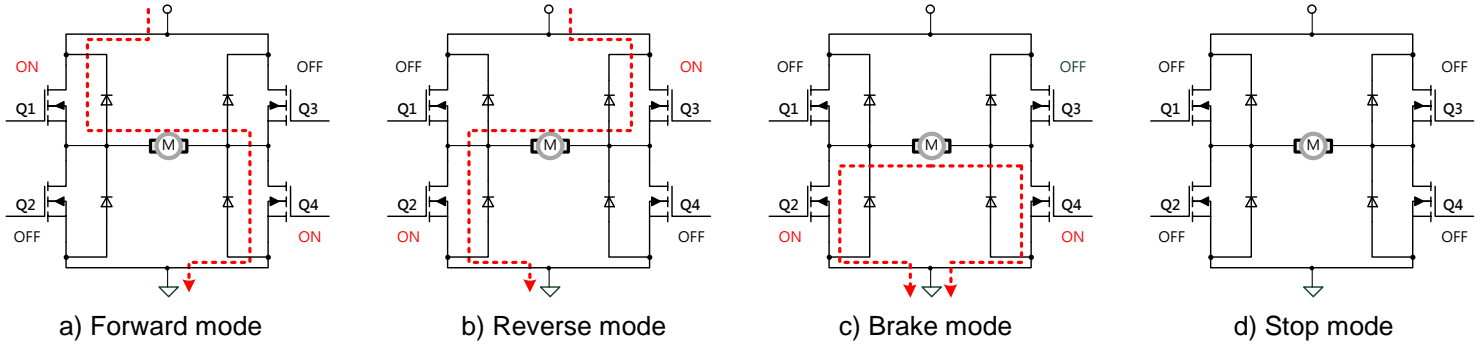 ON
OFF
Q1
Q3
M
Q2
Q4
OFF
ON
a) Forward mode
OFF
ON
Q1
Q3
M
Q2
Q4
ON
OFF
b) Reverse mode
OFF
OFF
Q1
Q3
M
Q2
Q4
ON
ON
c) Brake mode
OFF
OFF
Q1
Q3
M
Q2
Q4
OFF
OFF
d) Stop mode